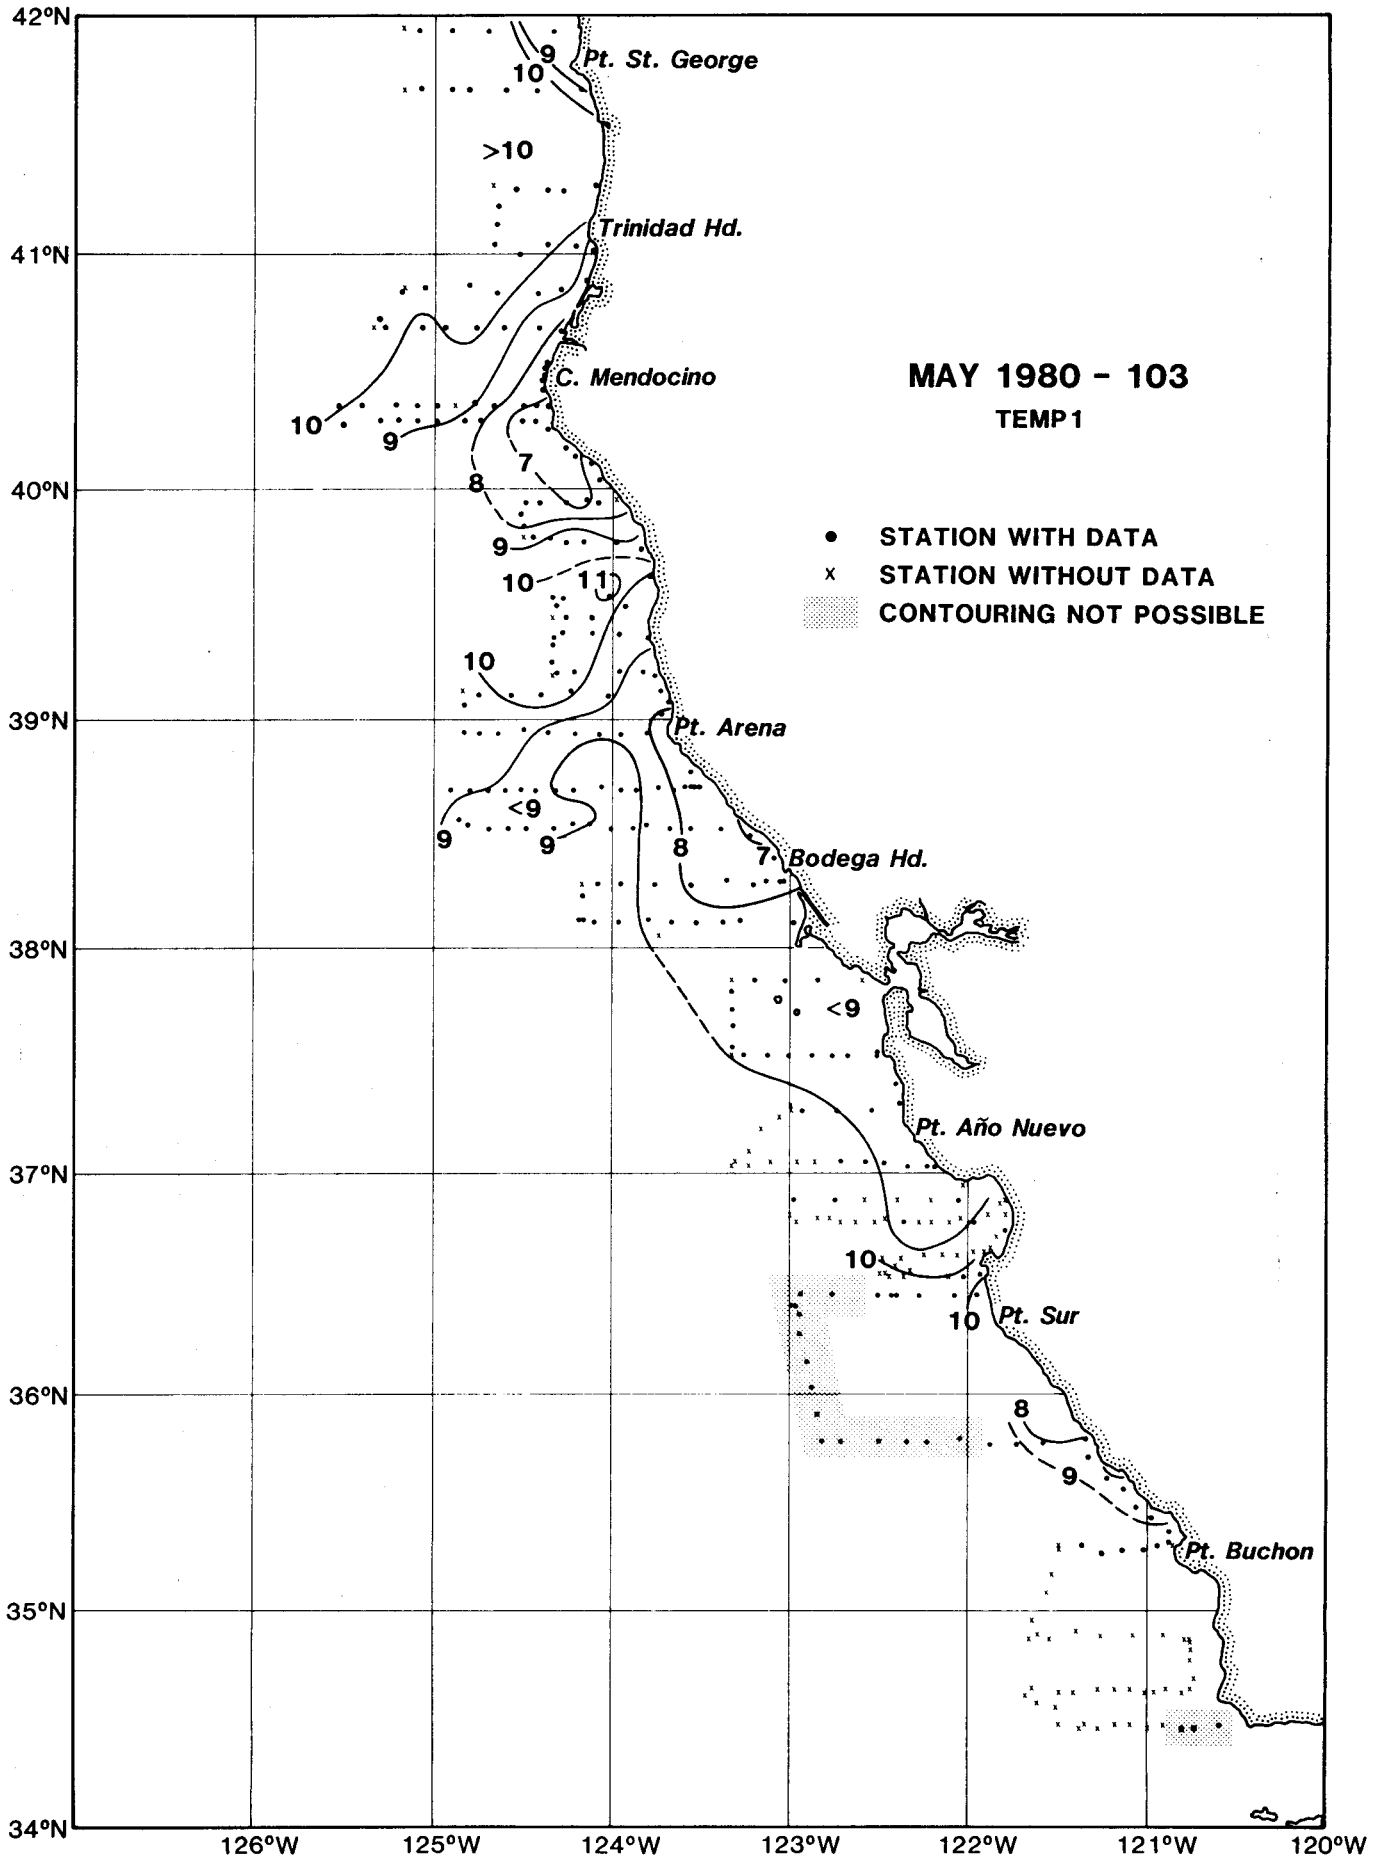 42°N
9
Pt. St. George
10
>10
Trinidad Hd.
41°N
C. Mendocino
MAY 1980 - 103
TEMP1
10
9
7
8
40°N
● STATION WITH DATA
9
x STATION WITHOUT DATA
10
11
CONTOURING NOT POSSIBLE
10
39°N
Pt. Arena
<9
9
9
8
7
Bodega Hd.
38°N
<9
Pt. Año Nuevo
37°N
10
10
Pt. Sur
36°N
8
9
Pt. Buchon
35°N
34°N
126°W
125°W
124°W
123°W
122°W
121°W
120°W